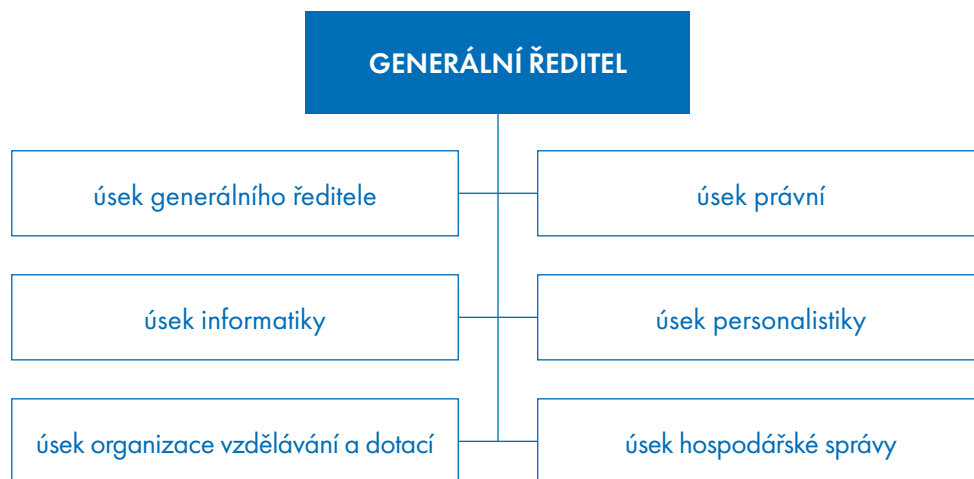 GENERÁLNÍ ŘEDITEL
úsek generálního ředitele
úsek právní
úsek informatiky
úsek personalistiky
úsek organizace vzdělávání a dotací
úsek hospodářské správy